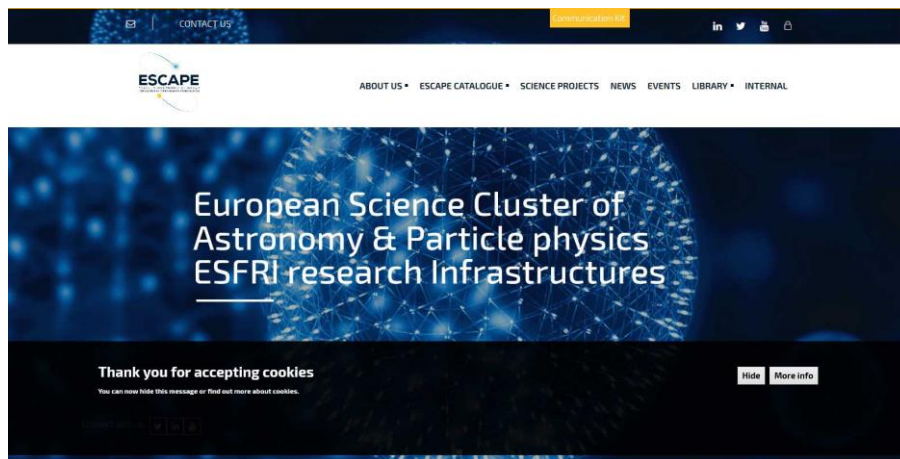 CONTACT US
Communication Kit
ESCAPE
ABOUT US
ESCAPE CATALOGUE
SCIENCE PROJECTS
NEWS
EVENTS
LIBRARY
INTERNAL
European Science Cluster of
Astronomy & Particle physics
ESFRI research Infrastructures
Thank you for accepting cookies
You can now hide this message or find out more about cookies.
Hide
More info